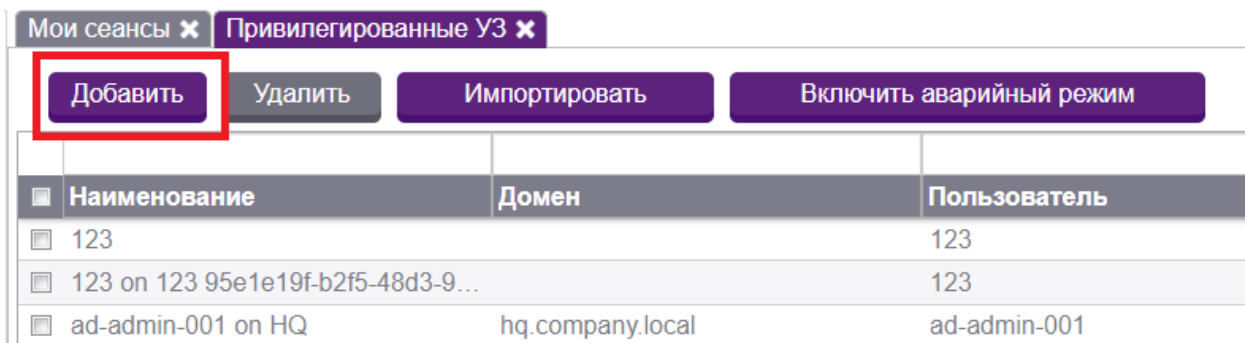 Мои сеансы ✖ Привилегированные УЗ ✖
Добавить Удалить Импортировать Включить аварийный режим
Наименование Домен Пользователь
123 123
123 on 123 95e1e19f-b2f5-48d3-9... 123
ad-admin-001 on HQ hq.company.local ad-admin-001